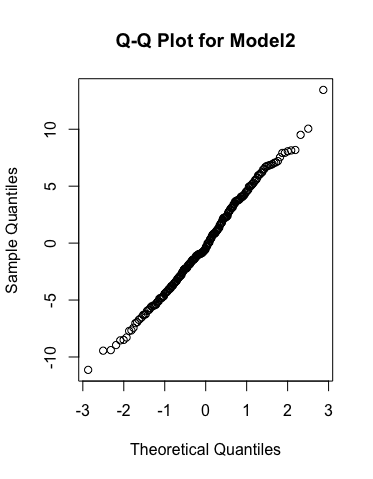 Q-Q Plot for Model2
10
5
0
-5
-10
Sample Quantiles
-3 -2 -1 0 1 2 3
Theoretical Quantiles